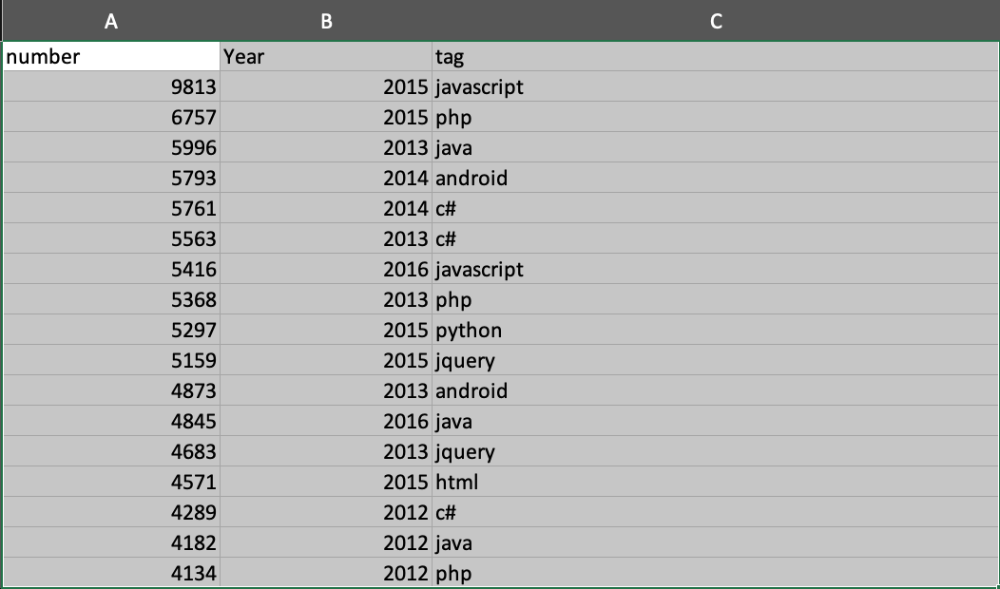 A B C
number Year tag
9813 2015 javascript
6757 2015 php
5996 2013 java
5793 2014 android
5761 2014 c#
5563 2013 c#
5416 2016 javascript
5368 2013 php
5297 2015 python
5159 2015 jquery
4873 2013 android
4845 2016 java
4683 2013 jquery
4571 2015 html
4289 2012 c#
4182 2012 java
4134 2012 php